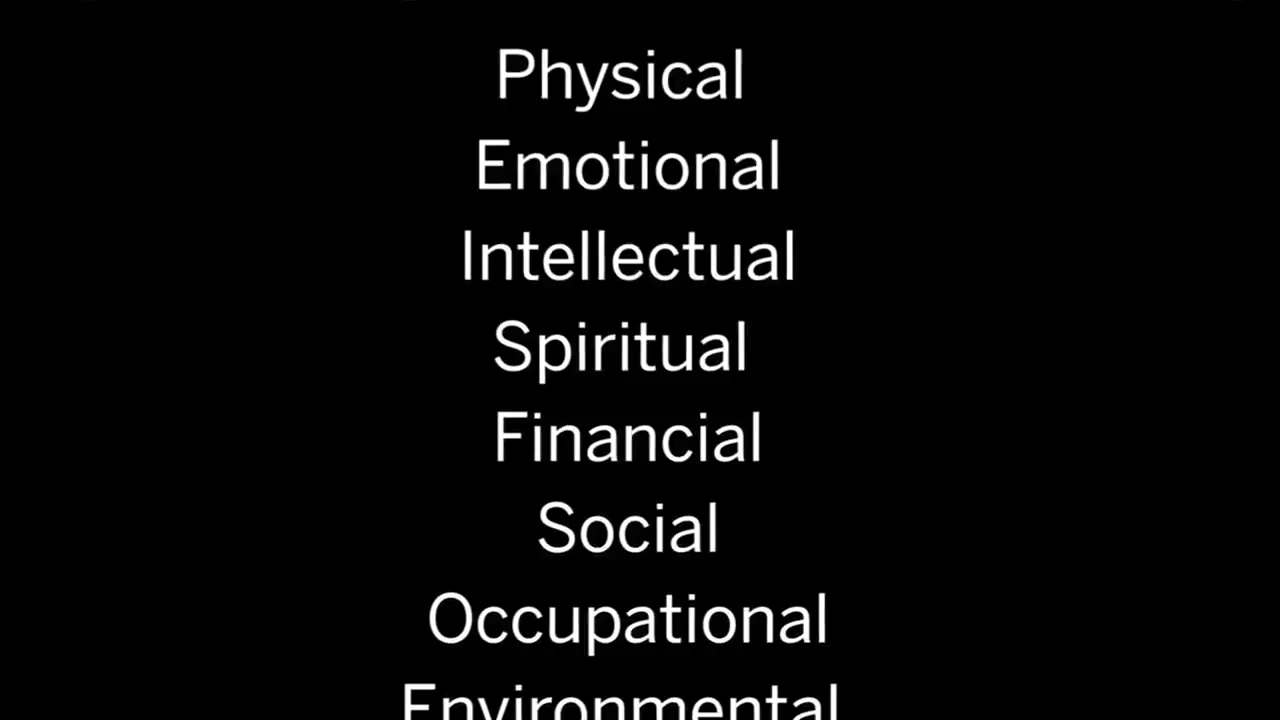 Physical
Emotional
Intellectual
Spiritual
Financial
Social
Occupational
Environmental